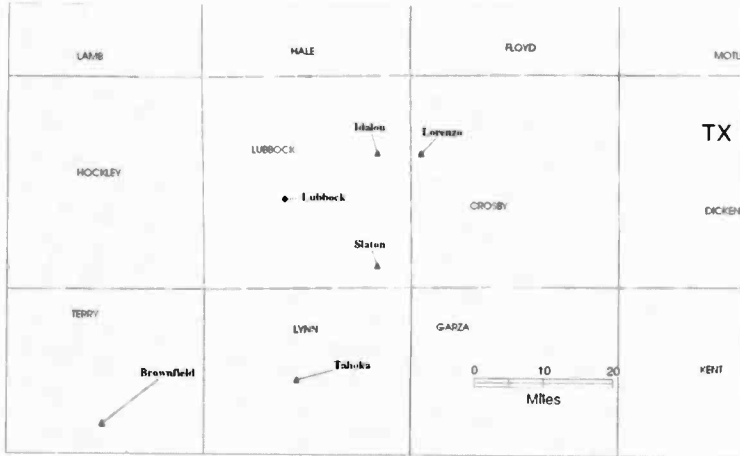 LAMB
HALE
FLOYD
MOTL
Idalou
Lorenzo
TX
LUBBOCK
HOCKLEY
Lubbock
CROSBY
DICKEN
Slaton
TERRY
LYNN
GARZA
Brownfield
Tahoka
0 10 20
Miles
KENT